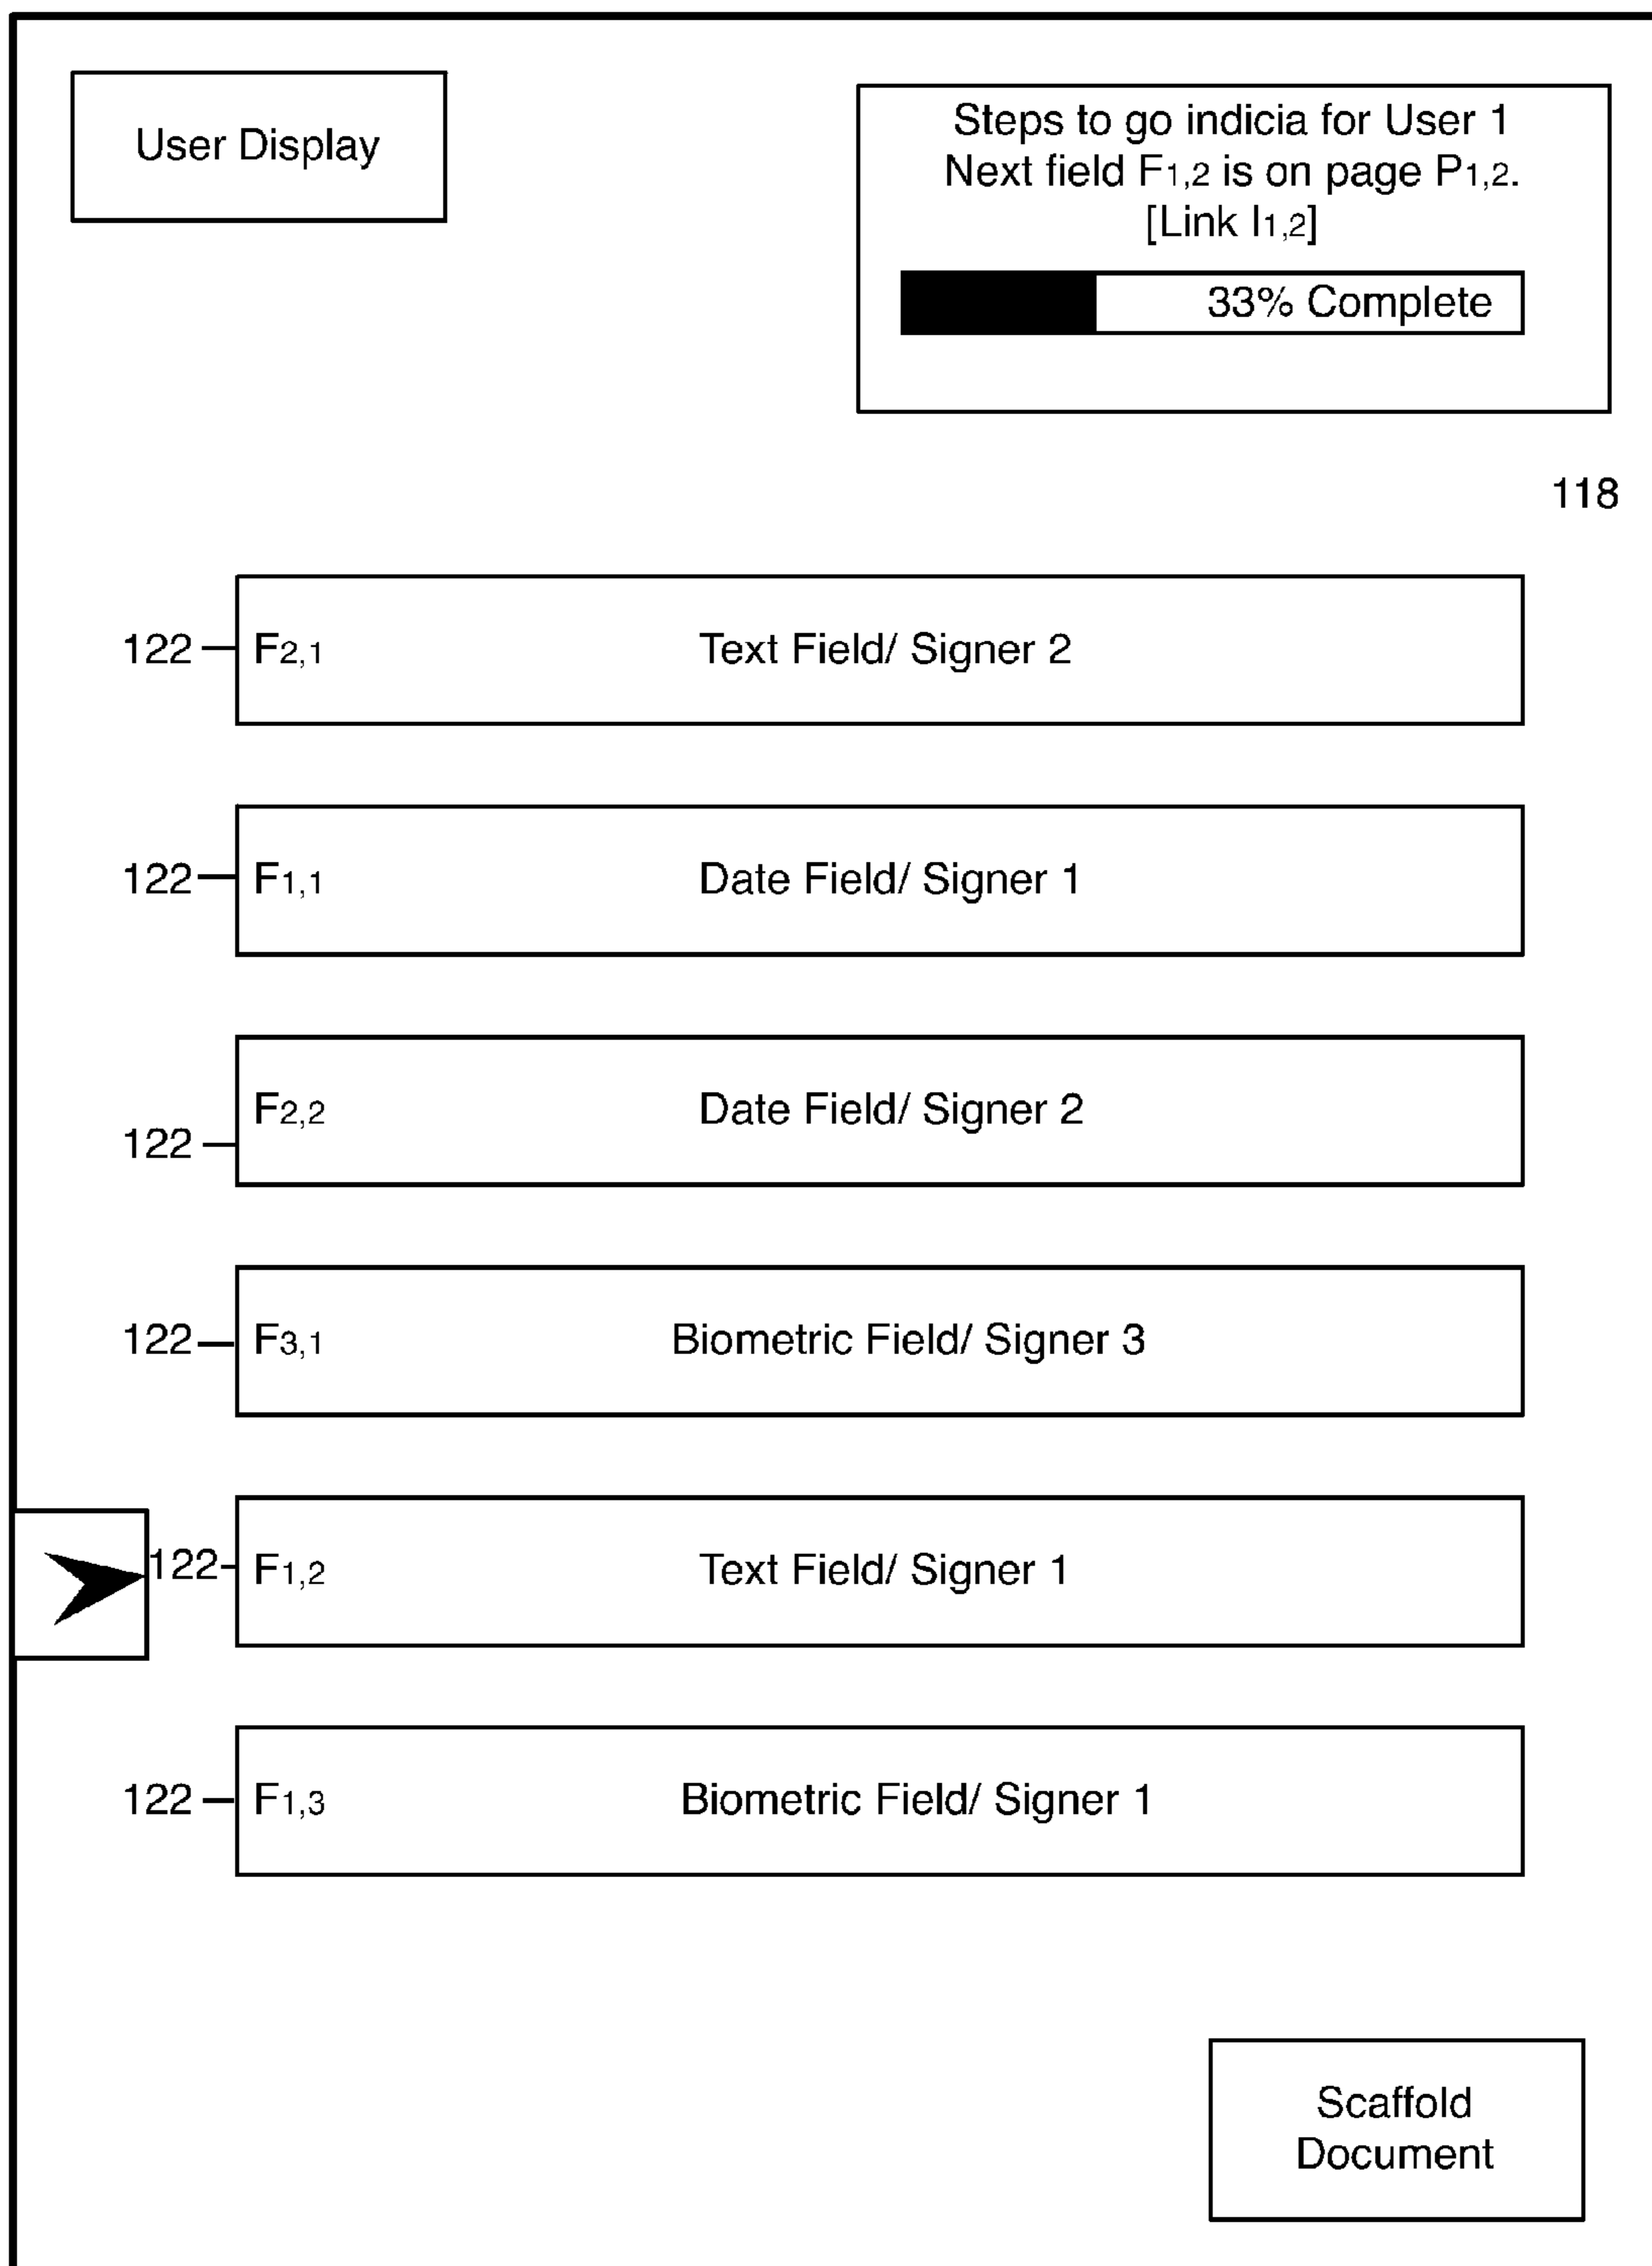 User Display
Steps to go indicia for User 1
Next field F1,2 is on page P1,2.
[Link I1,2]
33% Complete
118
122 F2,1 Text Field/ Signer 2
122 F1,1 Date Field/ Signer 1
F2,2 Date Field/ Signer 2
122
122 F3,1 Biometric Field/ Signer 3
122 F1,2 Text Field/ Signer 1
122 F1,3 Biometric Field/ Signer 1
Scaffold
Document